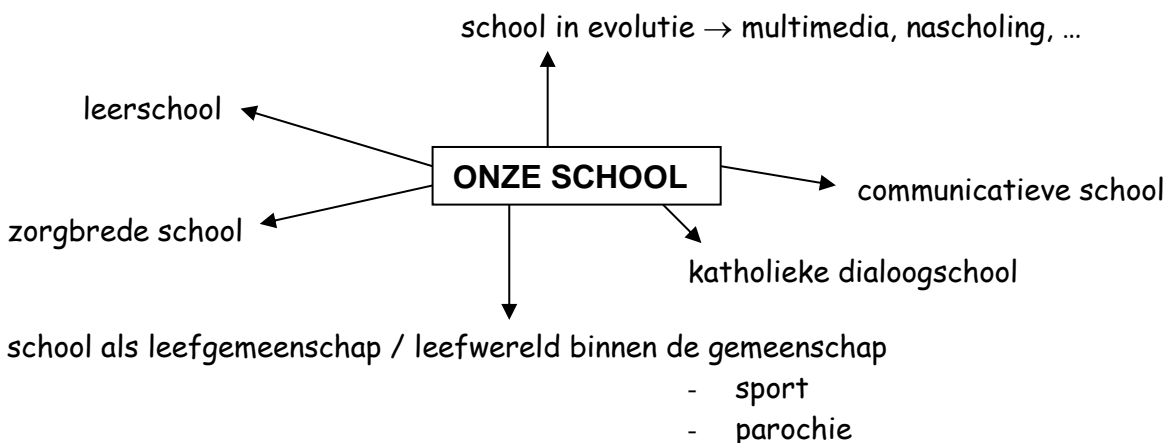 school in evolutie → multimedia, nascholing, ...
leerschool
ONZE SCHOOL
communicatieve school
zorgbrede school
katholieke dialoogschool
school als leefgemeenschap / leefwereld binnen de gemeenschap
- sport
- parochie